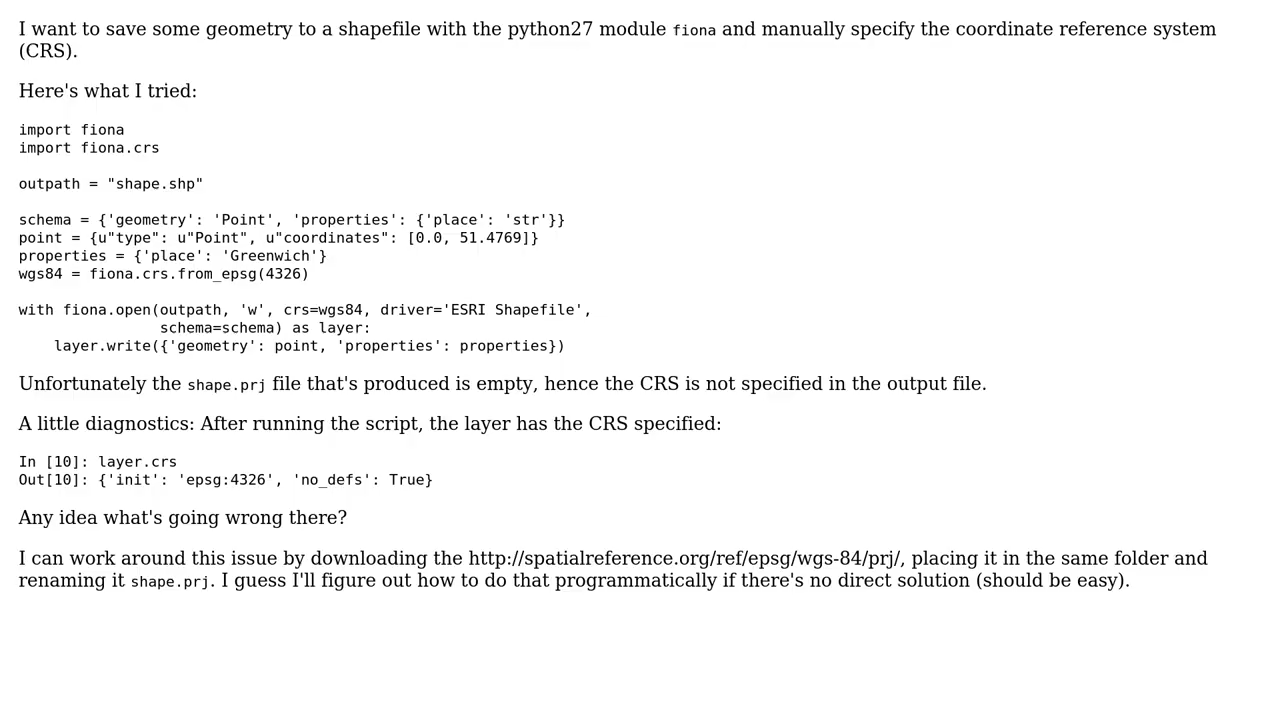 I want to save some geometry to a shapefile with the python27 module fiona and manually specify the coordinate reference system
(CRS).
Here's what I tried:
import fiona
import fiona.crs
outpath = "shape.shp"
schema = {'geometry': 'Point', 'properties': {'place': 'str'}}
point = {u"type": u"Point", u"coordinates": [0.0, 51.4769]}
properties = {'place': 'Greenwich'}
wgs84 = fiona.crs.from_epsg(4326)
with fiona.open(outpath, 'w', crs=wgs84, driver='ESRI Shapefile',
                schema=schema) as layer:
    layer.write({'geometry': point, 'properties': properties})
Unfortunately the shape.prj file that's produced is empty, hence the CRS is not specified in the output file.
A little diagnostics: After running the script, the layer has the CRS specified:
In [10]: layer.crs
Out[10]: {'init': 'epsg:4326', 'no_defs': True}
Any idea what's going wrong there?
I can work around this issue by downloading the http://spatialreference.org/ref/epsg/wgs-84/prj/, placing it in the same folder and
renaming it shape.prj. I guess I'll figure out how to do that programmatically if there's no direct solution (should be easy).